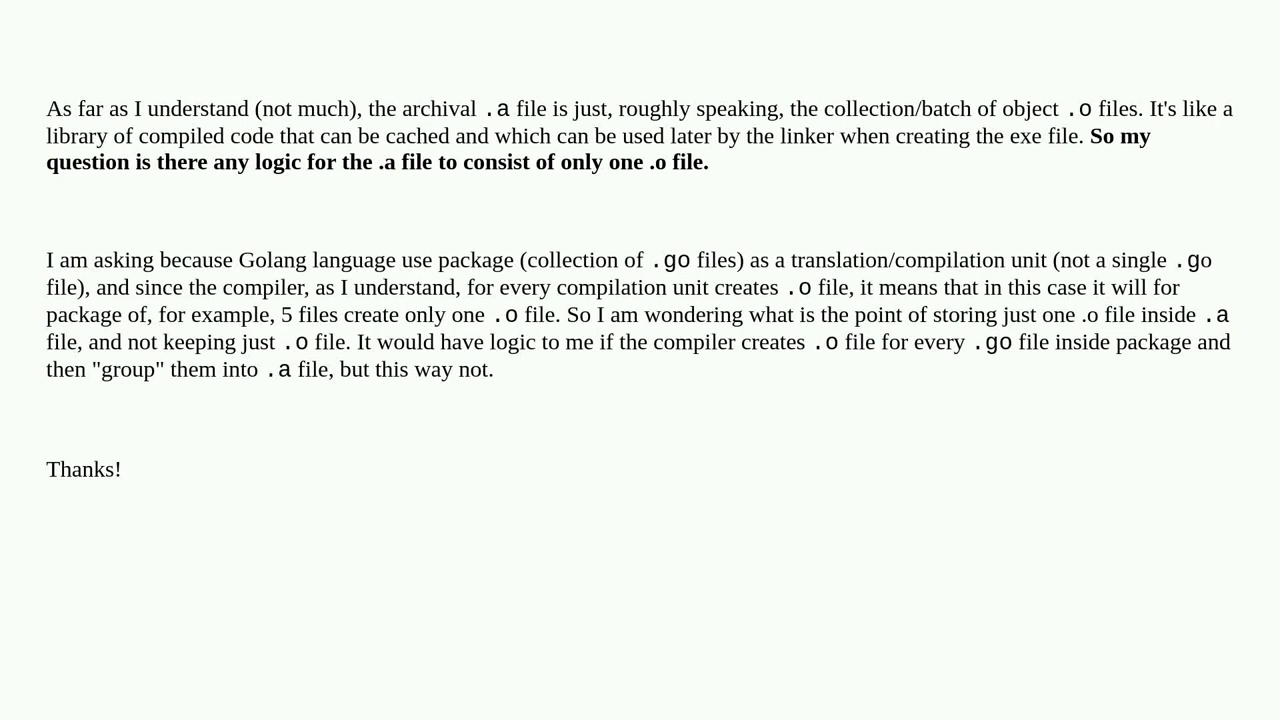 As far as I understand (not much), the archival .a file is just, roughly speaking, the collection/batch of object .o files. It's like a
library of compiled code that can be cached and which can be used later by the linker when creating the exe file. So my
question is there any logic for the .a file to consist of only one .o file.
I am asking because Golang language use package (collection of .go files) as a translation/compilation unit (not a single .go
file), and since the compiler, as I understand, for every compilation unit creates .o file, it means that in this case it will for
package of, for example, 5 files create only one .o file. So I am wondering what is the point of storing just one .o file inside .a
file, and not keeping just .o file. It would have logic to me if the compiler creates .o file for every .go file inside package and
then "group" them into .a file, but this way not.
Thanks!